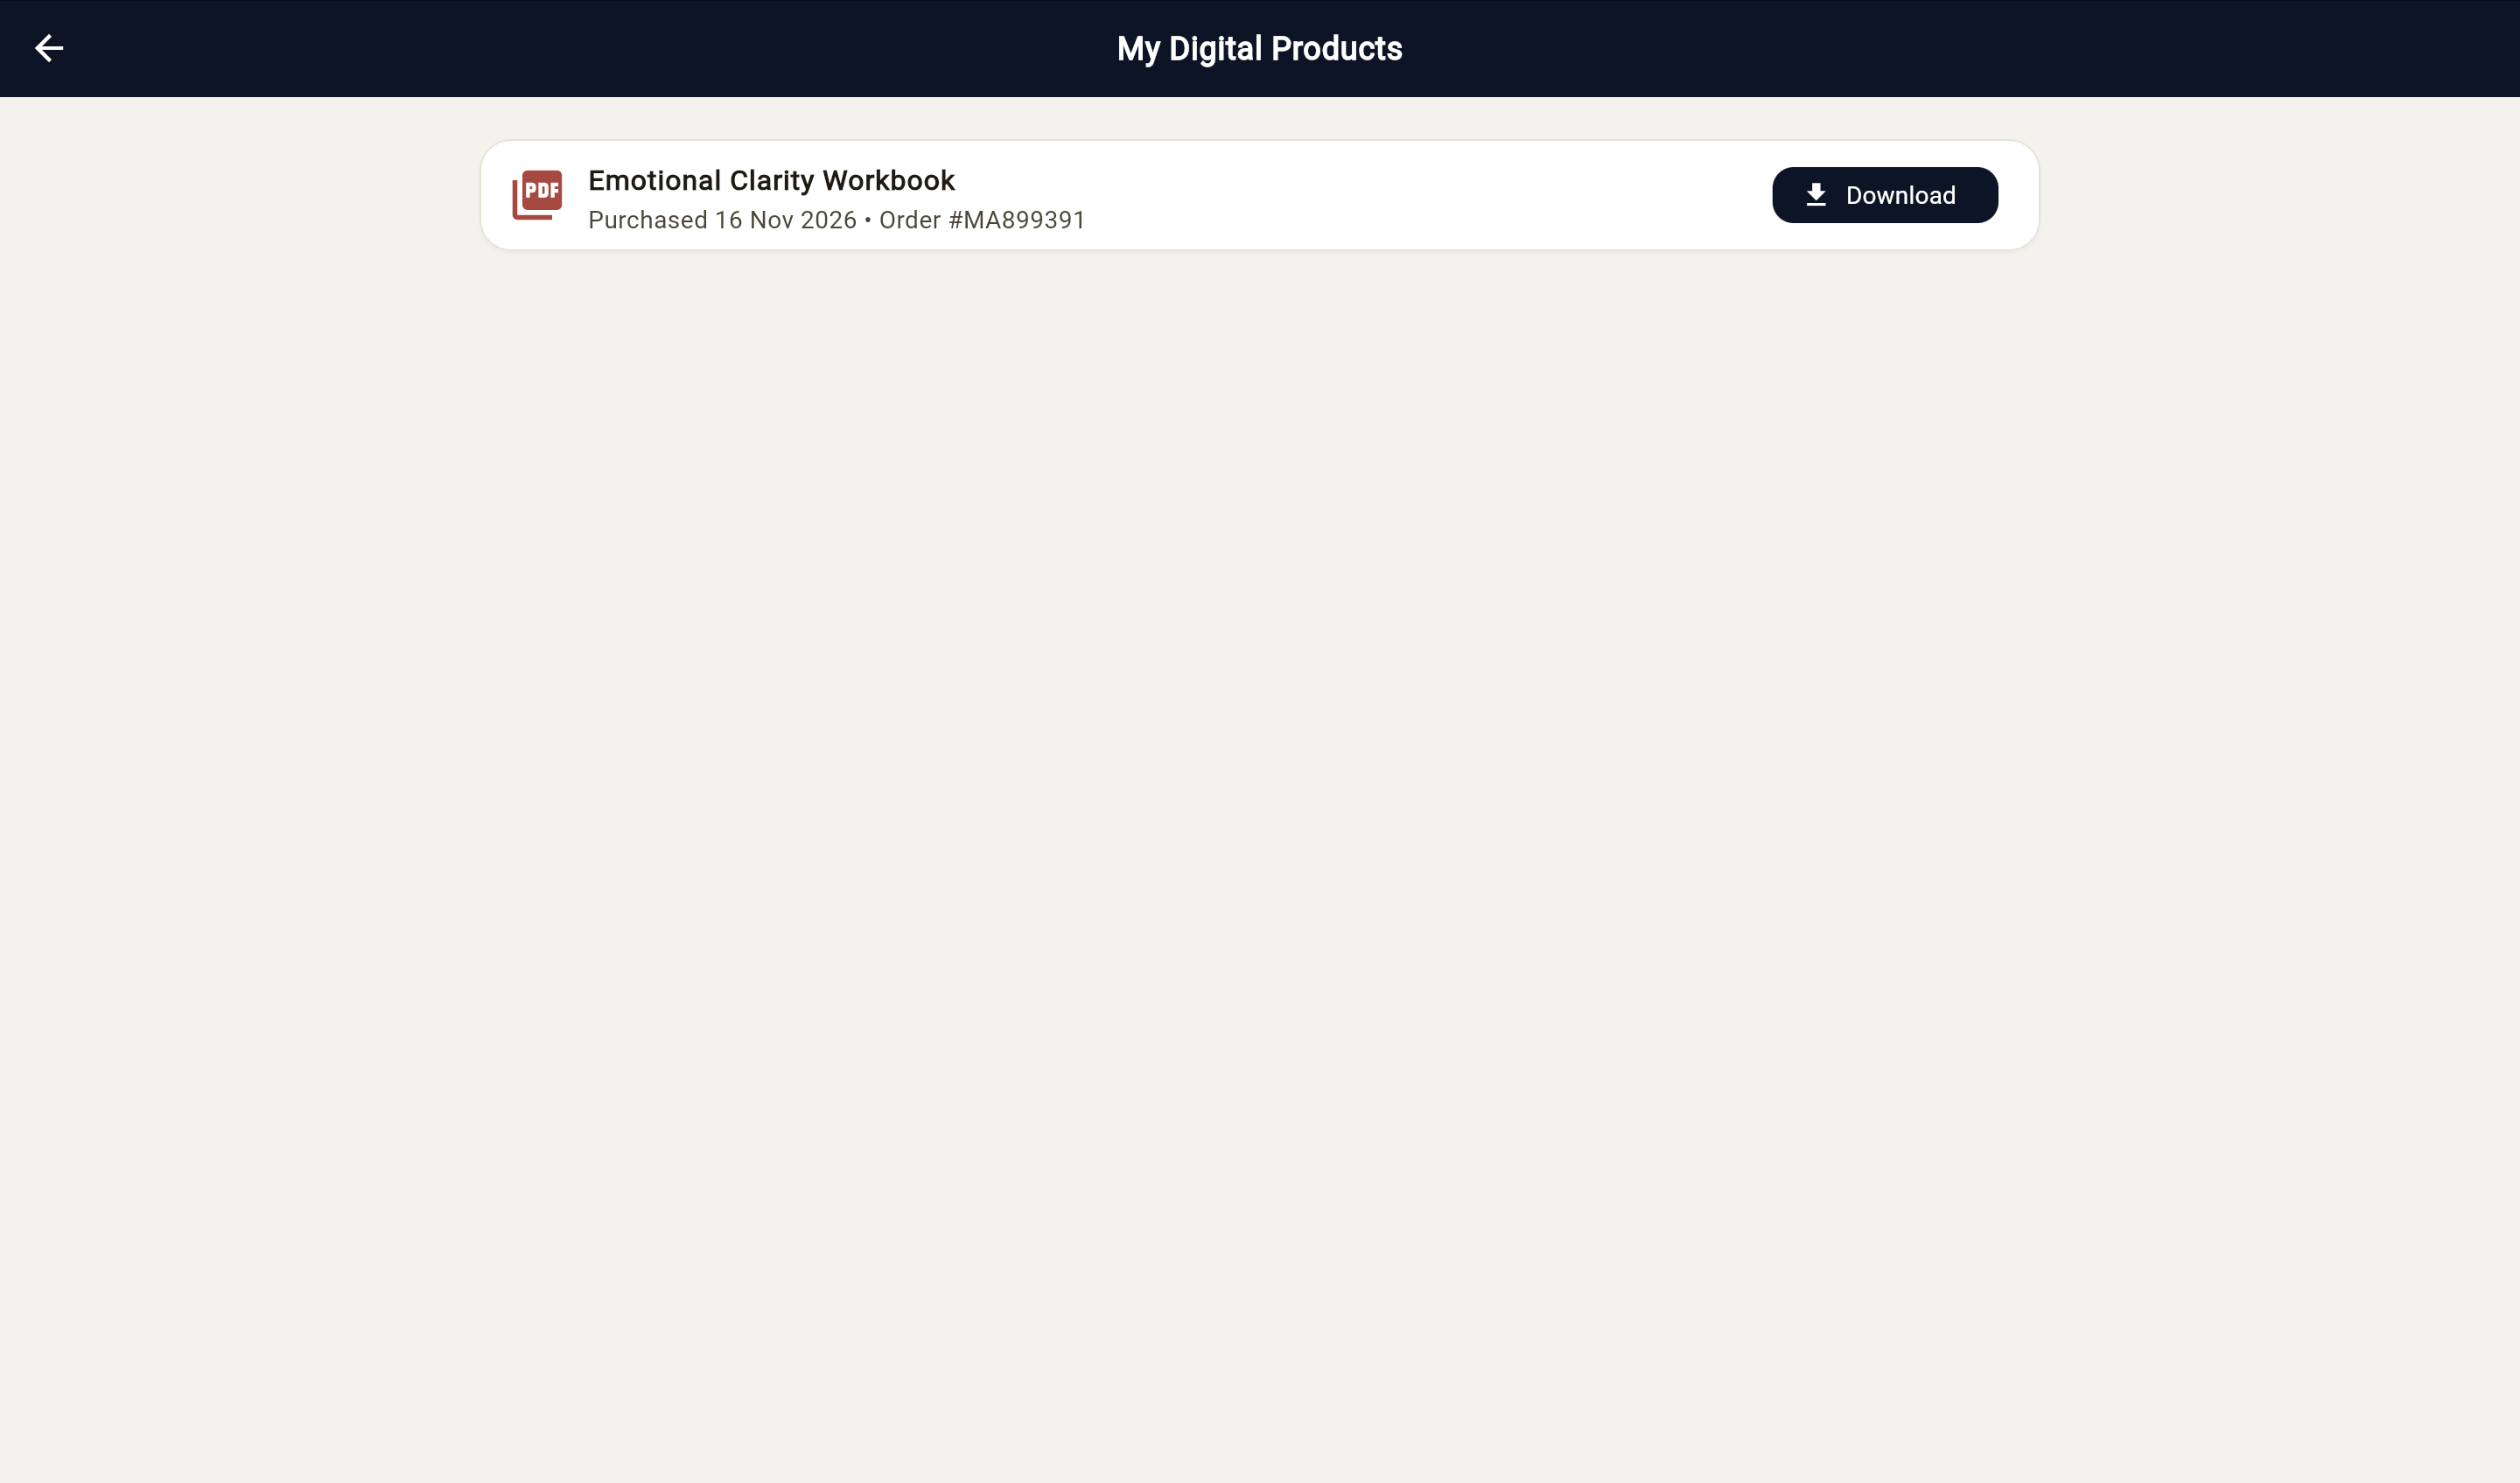 My Digital Products
PDF
Emotional Clarity Workbook
Purchased 16 Nov 2026 • Order #MA899391
Download